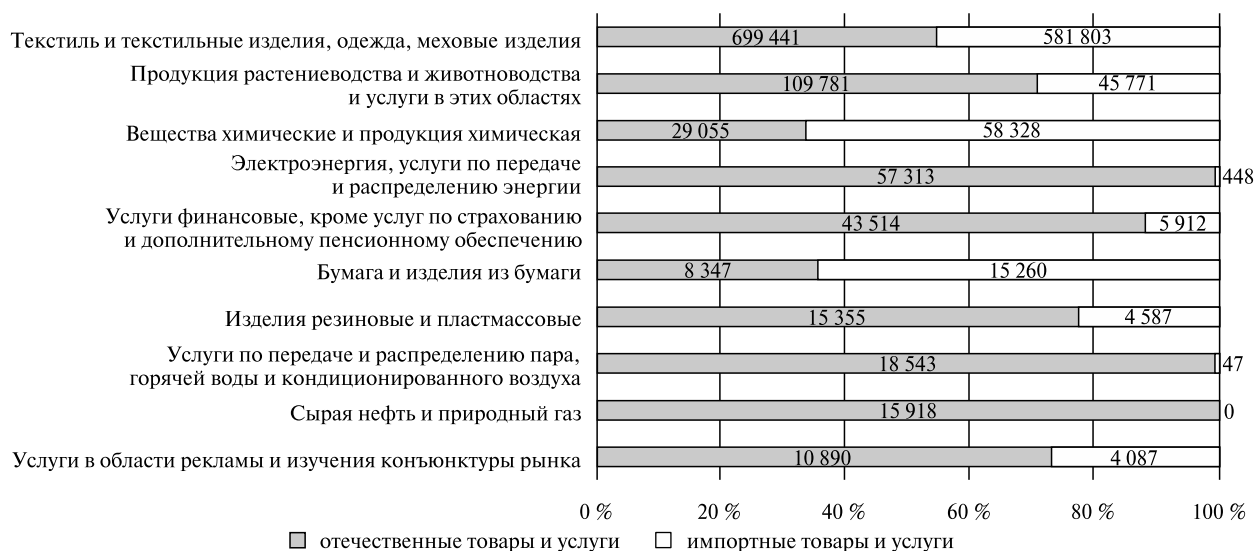 Текстиль и текстильные изделия, одежда, меховые изделия
699 441
581 803
Продукция растениеводства и животноводства
и услуги в этих областях
109 781
45 771
Вещества химические и продукция химическая
29 055
58 328
Электроэнергия, услуги по передаче
и распределению энергии
57 313
448
Услуги финансовые, кроме услуг по страхованию
и дополнительному пенсионному обеспечению
43 514
5 912
Бумага и изделия из бумаги
8 347
15 260
Изделия резиновые и пластмассовые
15 355
4 587
Услуги по передаче и распределению пара,
горячей воды и кондиционированного воздуха
18 543
47
Сырая нефть и природный газ
15 918
0
Услуги в области рекламы и изучения конъюнктуры рынка
10 890
4 087
0 %
20 %
40 %
60 %
80 %
100 %
отечественные товары и услуги
импортные товары и услуги